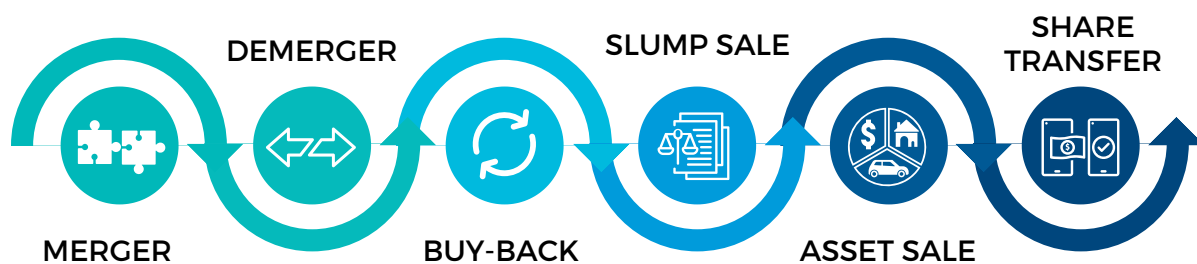 MERGER
DEMERGER
BUY-BACK
SLUMP SALE
$
ASSET SALE
SHARE
TRANSFER
$